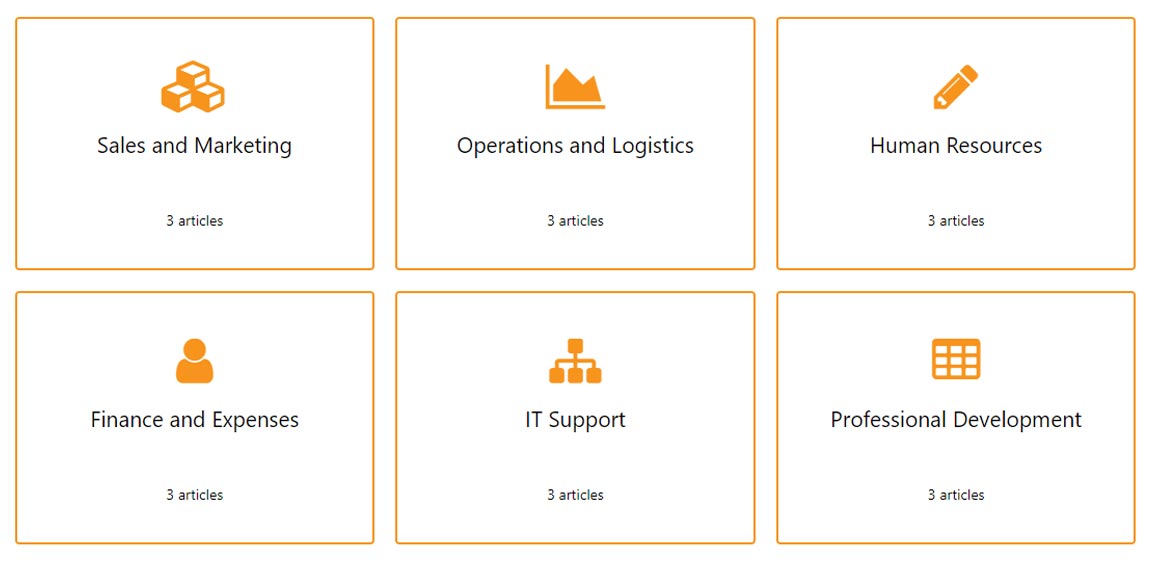 Sales and Marketing
3 articles
Operations and Logistics
3 articles
Human Resources
3 articles
Finance and Expenses
3 articles
IT Support
3 articles
Professional Development
3 articles